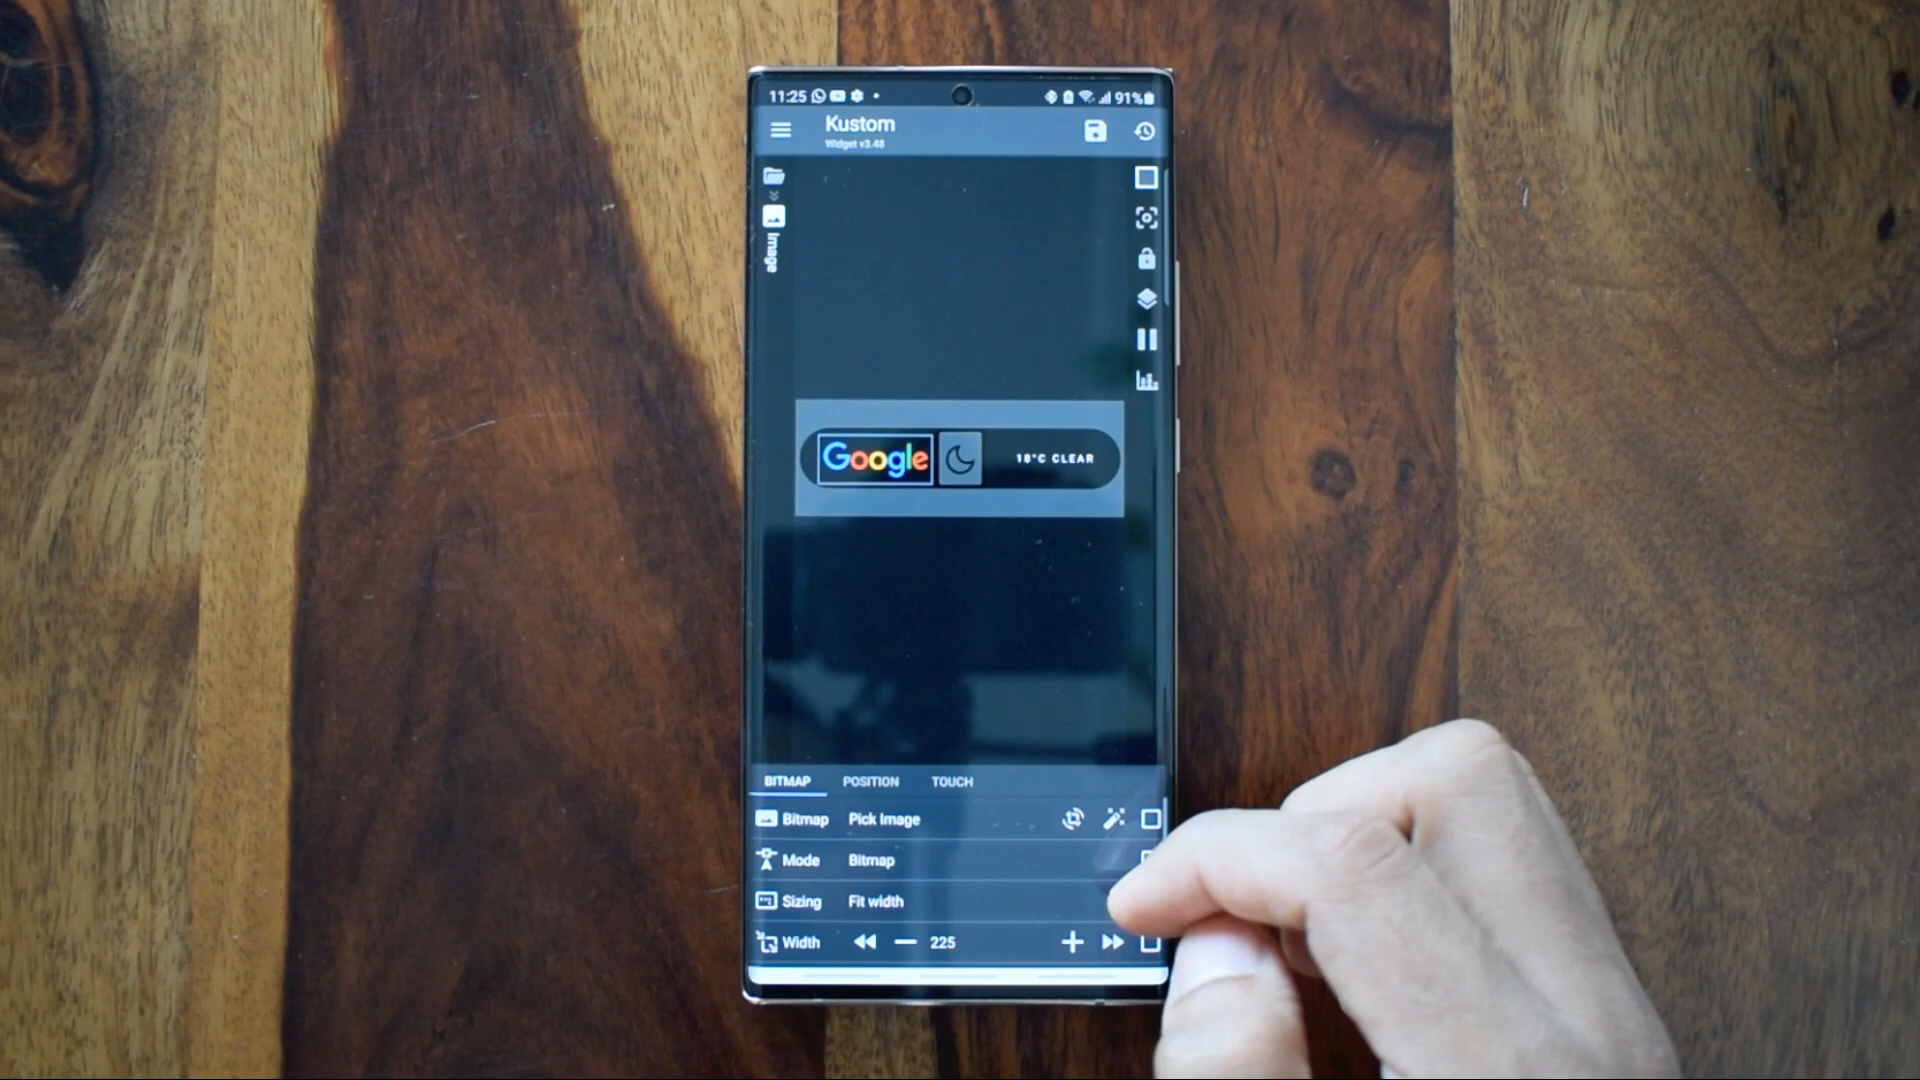 11:25 91%
Kustom
Widget v3.48
Image
Google 18°C CLEAR
BITMAP POSITION TOUCH
Bitmap Pick Image
Mode Bitmap
Sizing Fit width
Width 225